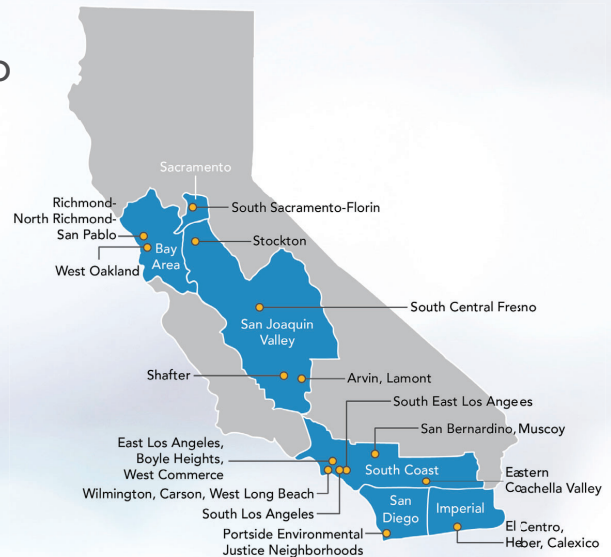 Sacramento
Richmond-
North Richmond-
San Pablo
South Sacramento-Florin
Stockton
Bay
Area
West Oakland
South Central Fresno
San Joaquin
Valley
Shafter
Arvin, Lamont
South East Los Angees
San Bernardino, Muscoy
East Los Angeles,
Boyle Heights,
West Commerce
South Coast
Eastern
Coachella Valley
Wilmington, Carson, West Long Beach
South Los Angeles
San
Diego
Imperial
Portside Environmental
Justice Neighborhoods
El Centro,
Heber, Calexico